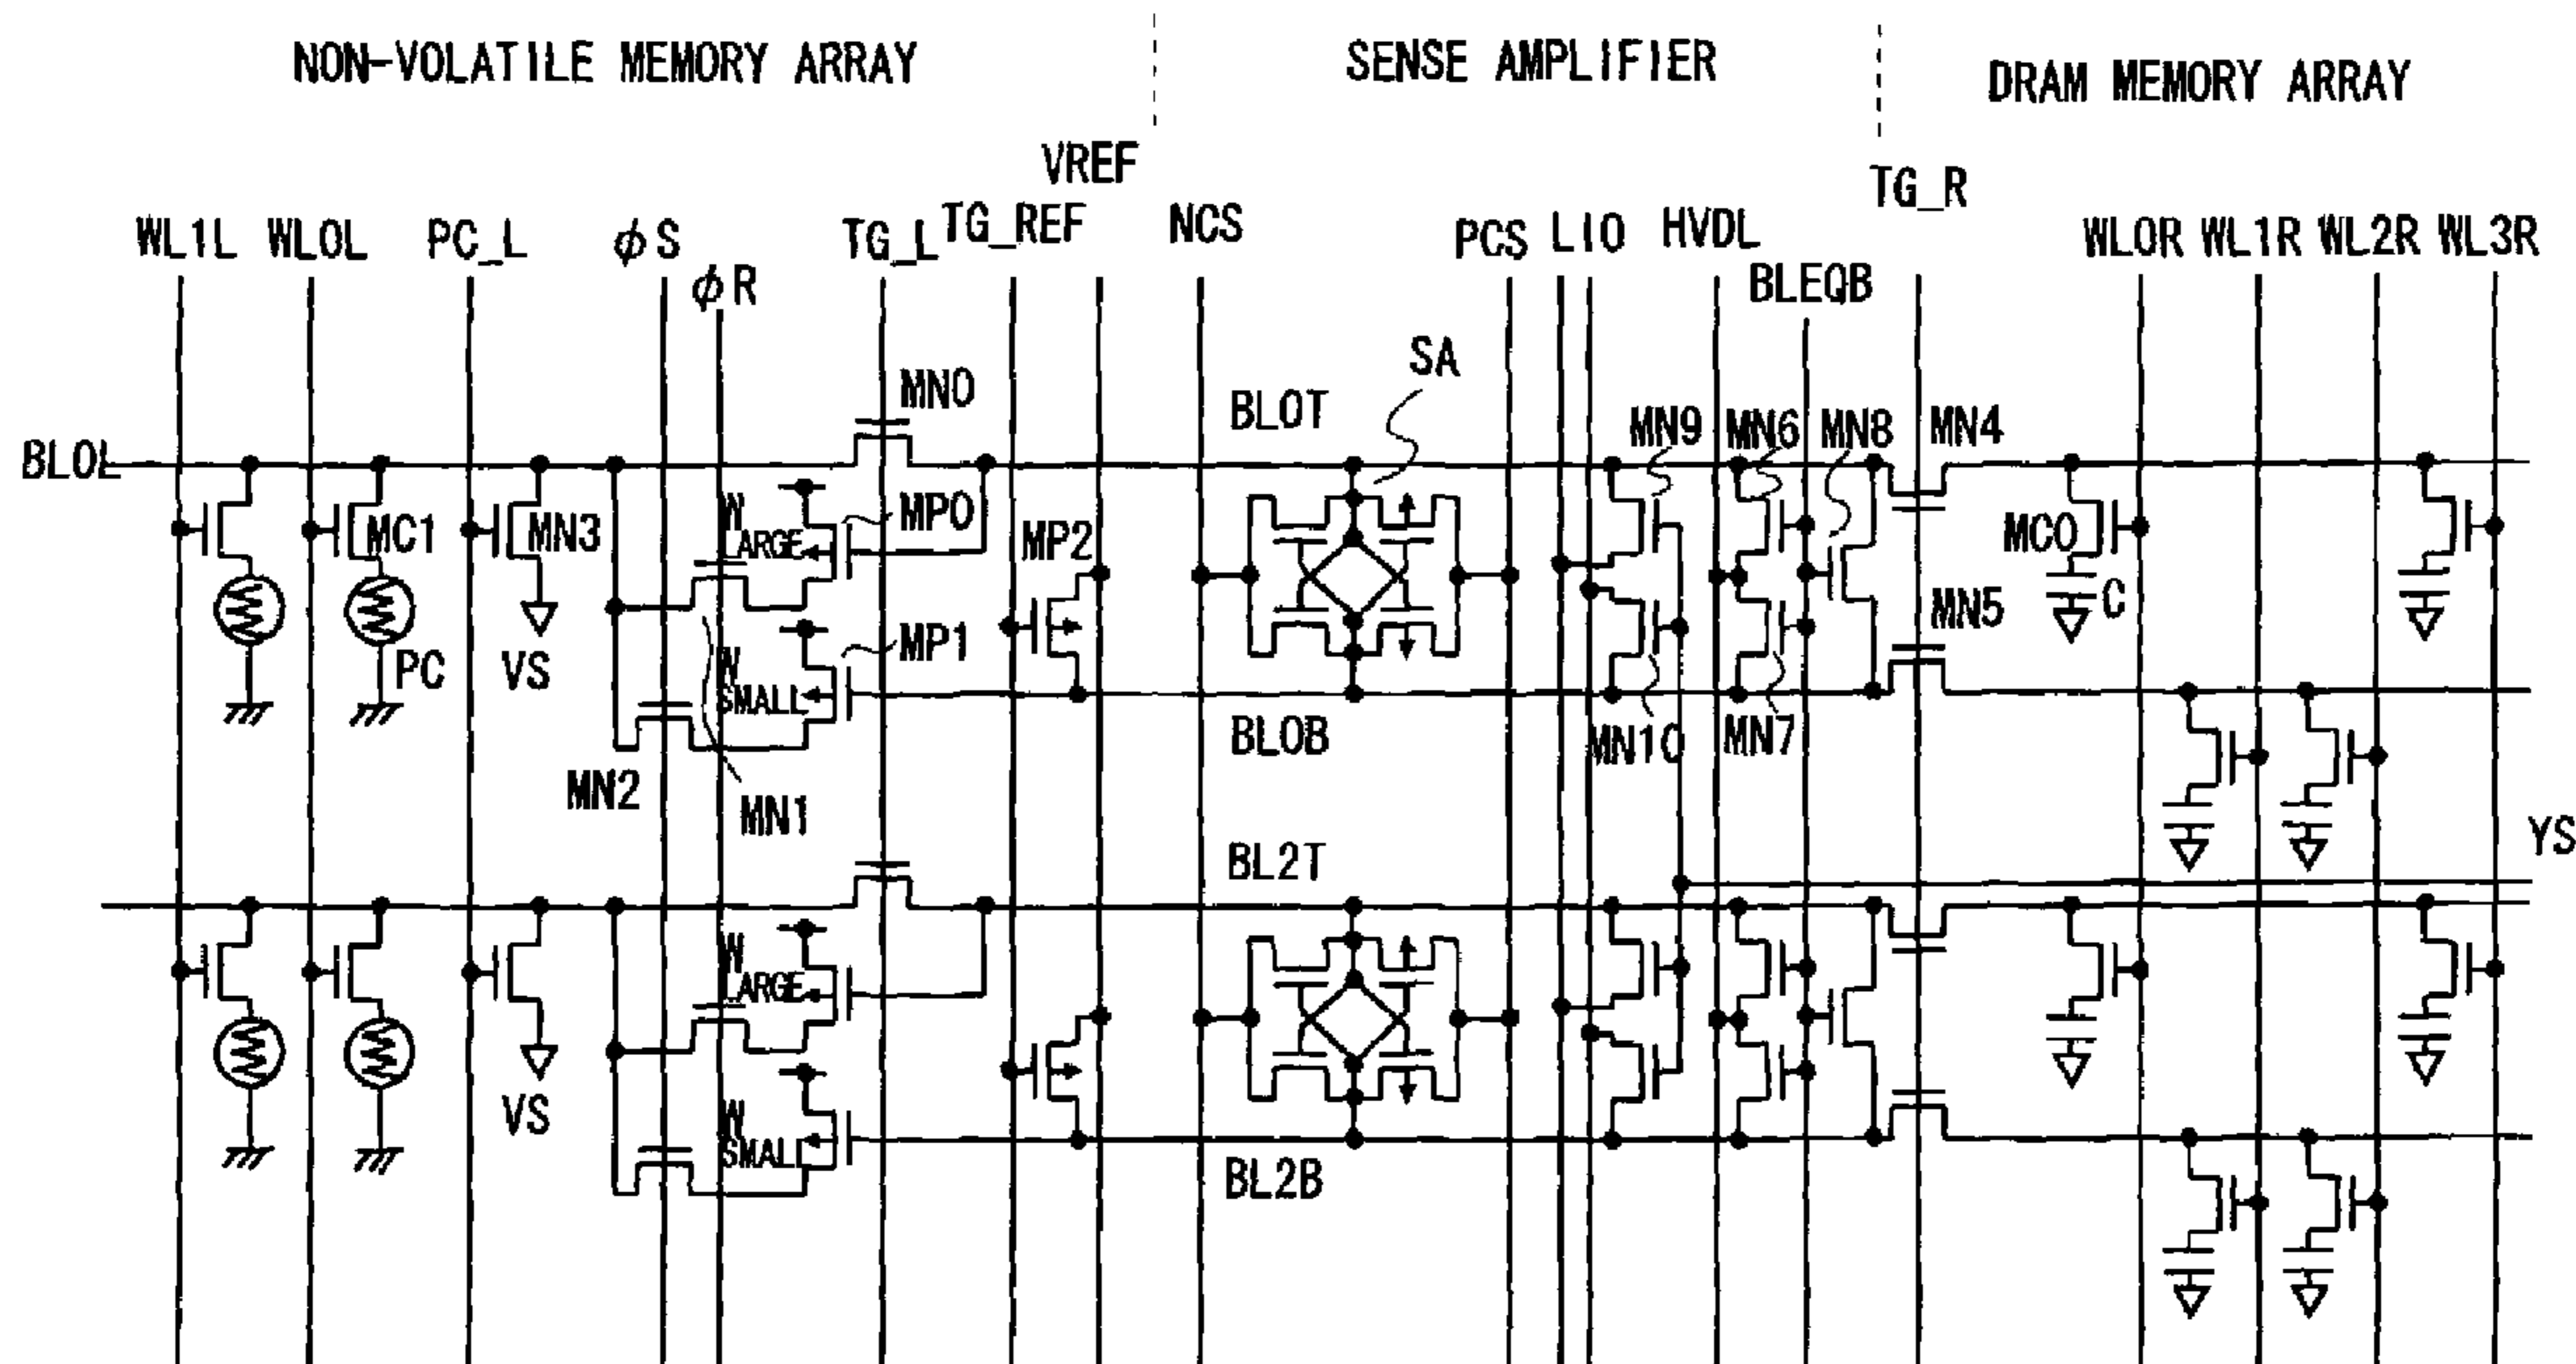 NON-VOLATILE MEMORY ARRAY
SENSE AMPLIFIER
DRAM MEMORY ARRAY
VREF
TG_R
WL1L WL0L PC_L ϕS ϕR TG_L TG_REF NCS PCS LIO HVDL BLEQB WL0R WL1R WL2R WL3R
SA
MN0
BL0T
MN9 MN6 MN8 MN4
BL0L
W LARGE
MP0
MC1
MN3
MP2
MC0
C
MN5
PC
VS
W SMALL
MP1
BL0B
MN10
MN7
MN2
MN1
YS
BL2T
W LARGE
VS
W SMALL
BL2B